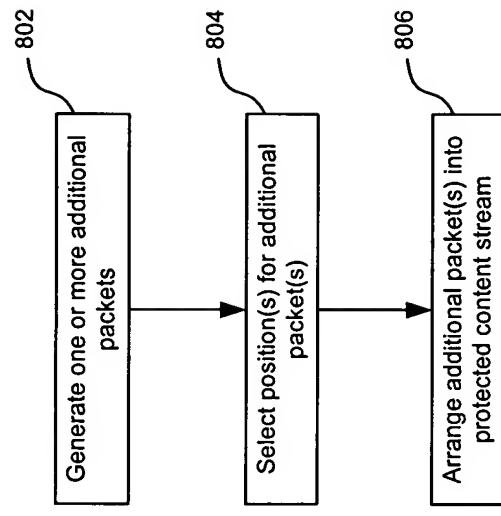 802
Generate one or more additional
packets
804
Select position(s) for additional
packet(s)
806
Arrange additional packet(s) into
protected content stream